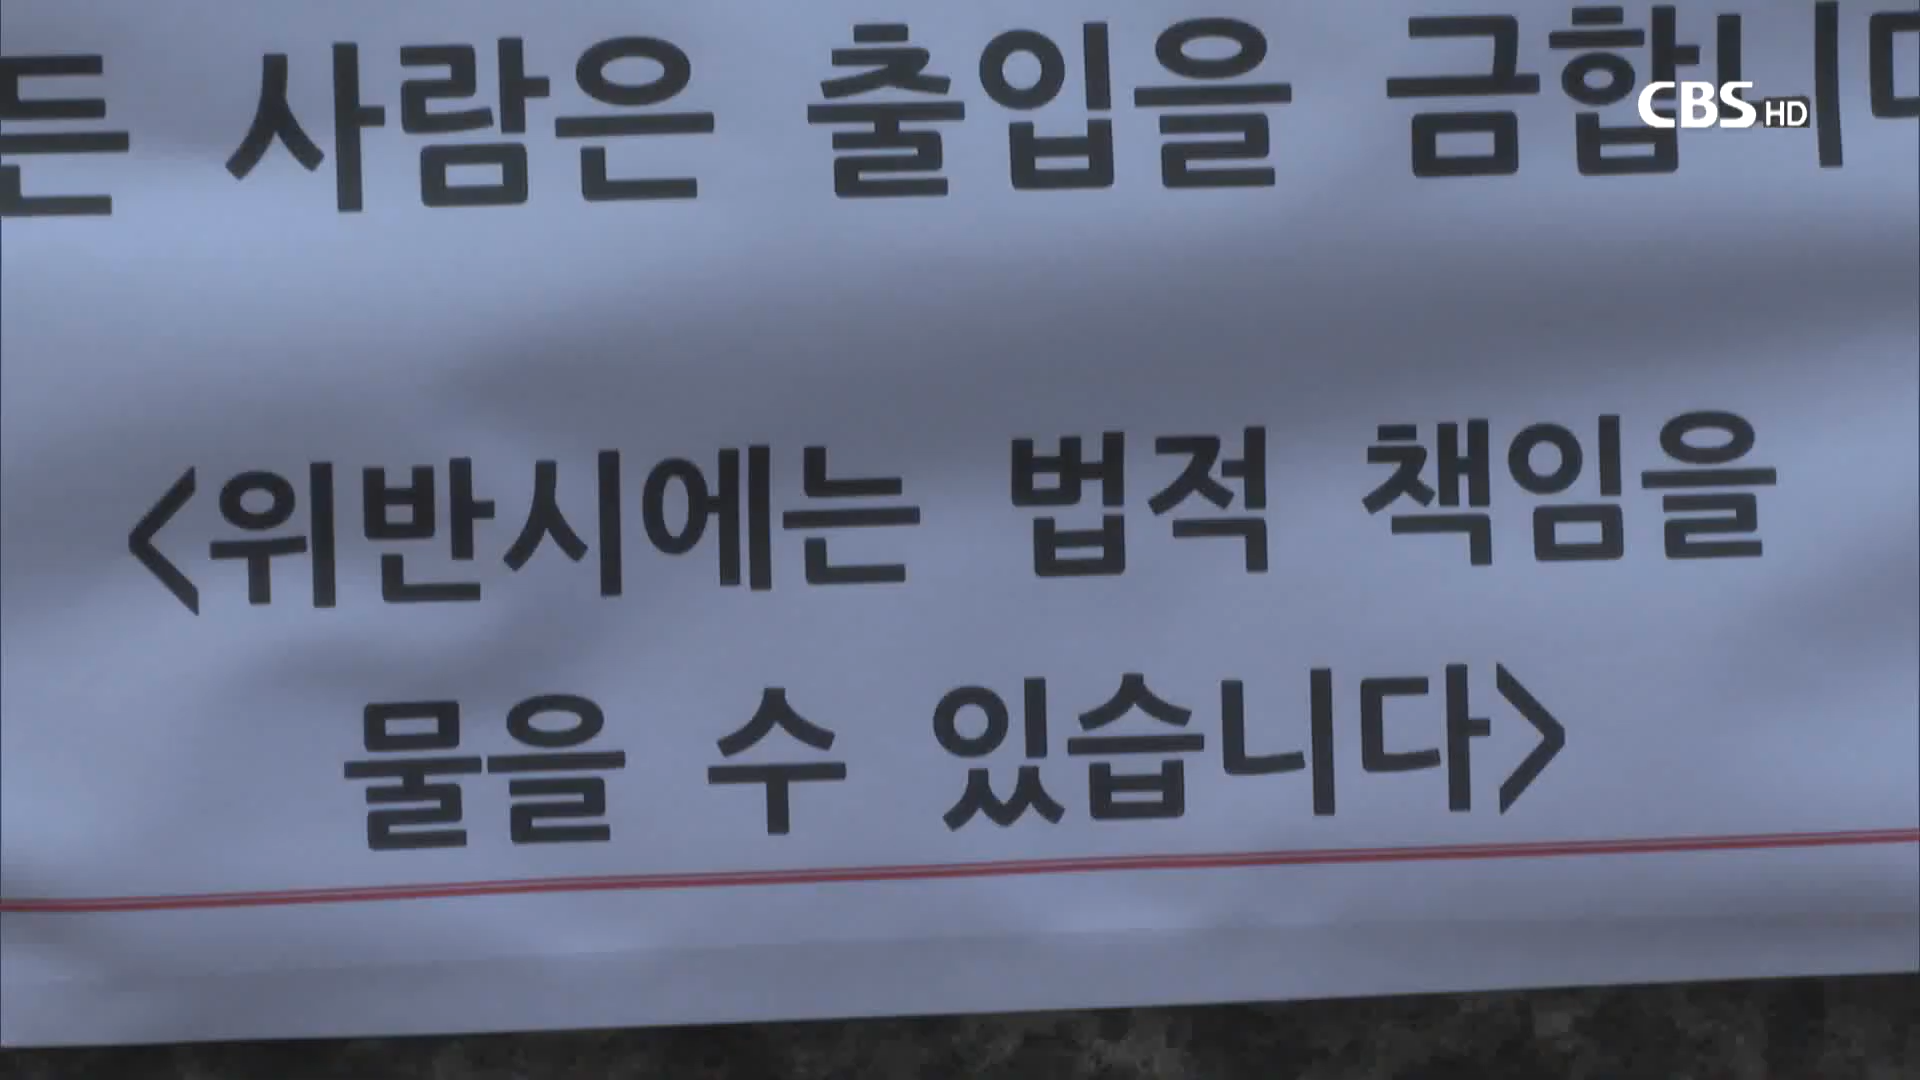 든 사람은 출입을 금합니다
CBS HD
<위반시에는 법적 책임을
물을 수 있습니다>